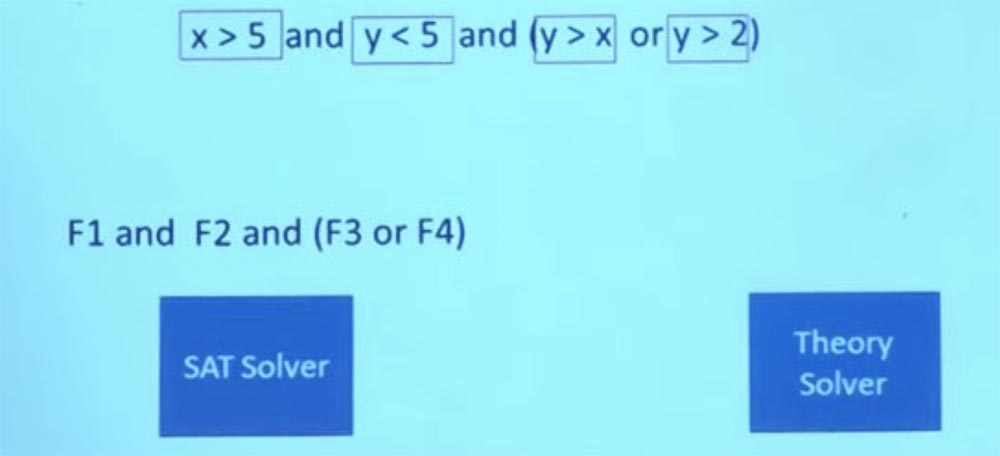 x > 5 and y < 5 and (y > x or y > 2)
F1 and F2 and (F3 or F4)
SAT Solver
Theory
Solver